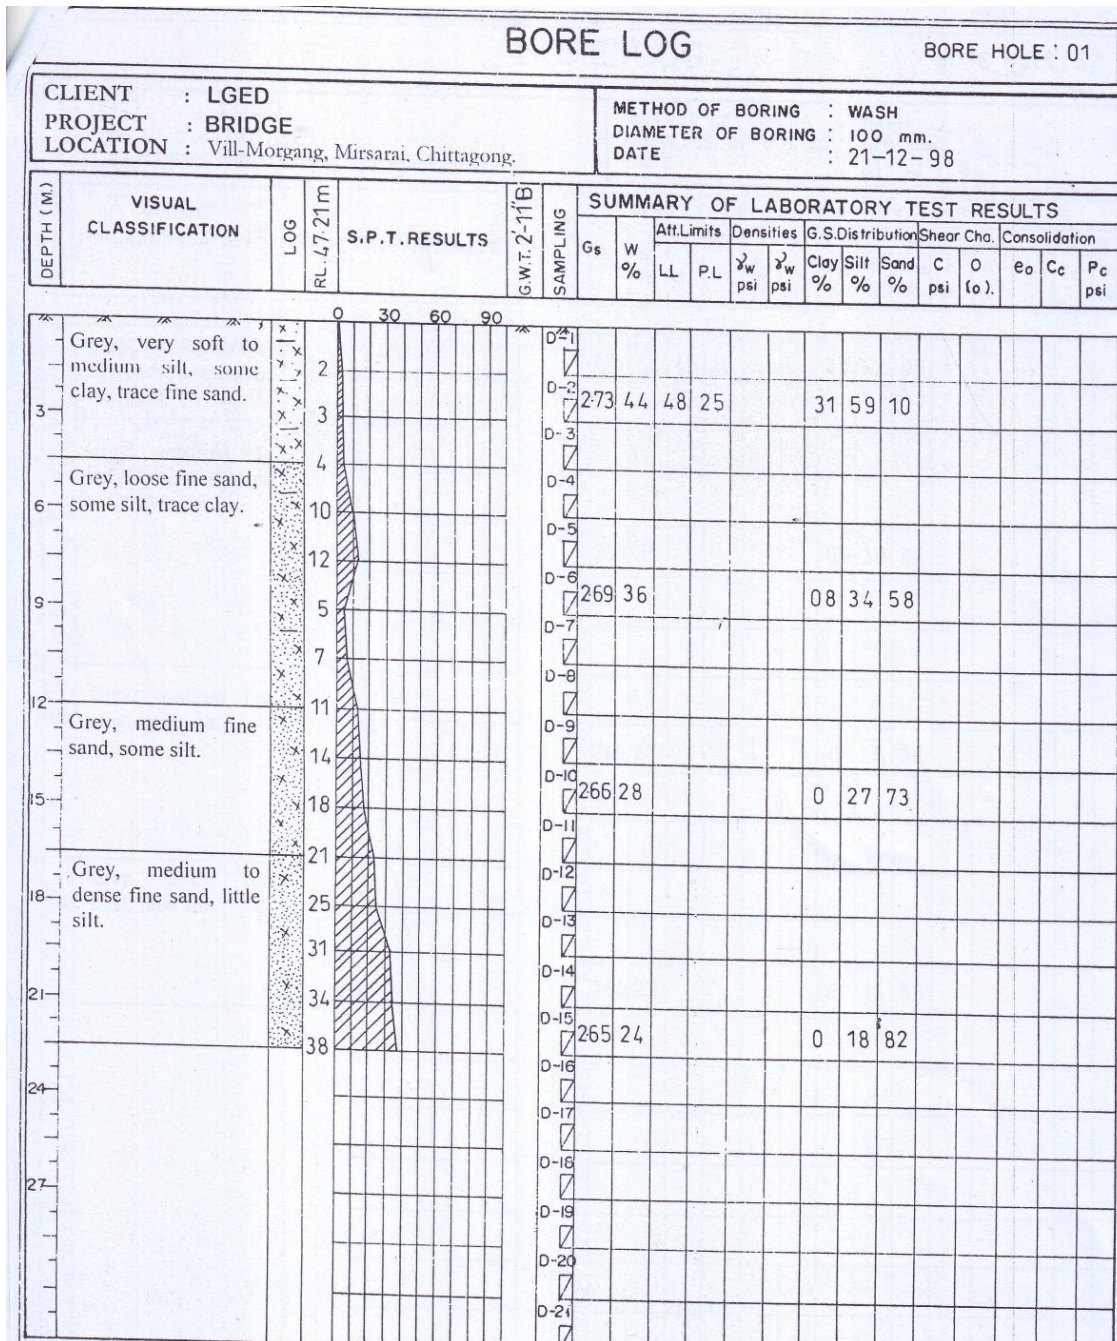 BORE LOG
BORE HOLE : 01
CLIENT : LGED
PROJECT : BRIDGE
LOCATION : Vill-Morgang, Mirsarai, Chittagong.
METHOD OF BORING : WASH
DIAMETER OF BORING : 100 mm.
DATE : 21-12-98
DEPTH (M.)
VISUAL CLASSIFICATION
LOG
RL. 47.21m
S.P.T. RESULTS
G.W.T. 2'-11"B
SAMPLING
SUMMARY OF LABORATORY TEST RESULTS
Gs
W %
Att.Limits
LL
P.L
Densities
γw psi
γw psi
G.S.Distribution
Clay %
Silt %
Sand %
Shear Cha.
C psi
O (o).
Consolidation
eo
Cc
Pc psi
0 30 60 90
Grey, very soft to
medium silt, some
clay, trace fine sand.
Grey, loose fine sand,
some silt, trace clay.
Grey, medium fine
sand, some silt.
Grey, medium to
dense fine sand, little
silt.
3
6
9
12
15
18
21
24
27
2
3
4
10
12
5
7
11
14
18
21
25
31
34
38
D-1
D-2
2.73 44 48 25 31 59 10
D-3
D-4
D-5
D-6
269 36 08 34 58
D-7
D-8
D-9
D-10
266 28 0 27 73
D-11
D-12
D-13
D-14
D-15
265 24 0 18 82
D-16
D-17
D-18
D-19
D-20
D-21